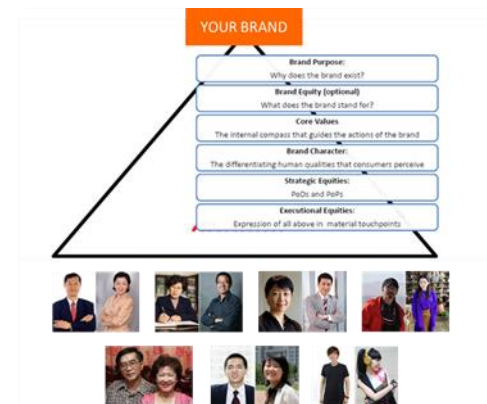 YOUR BRAND
Brand Purpose:
Why does the brand exist?
Brand Equity (optional)
What does the brand stand for?
Core Values
The internal compass that guides the actions of the brand
Brand Character:
The differentiating human qualities that consumers perceive
Strategic Equities:
PoDs and PoPs
Executional Equities:
Expression of all above in material touchpoints